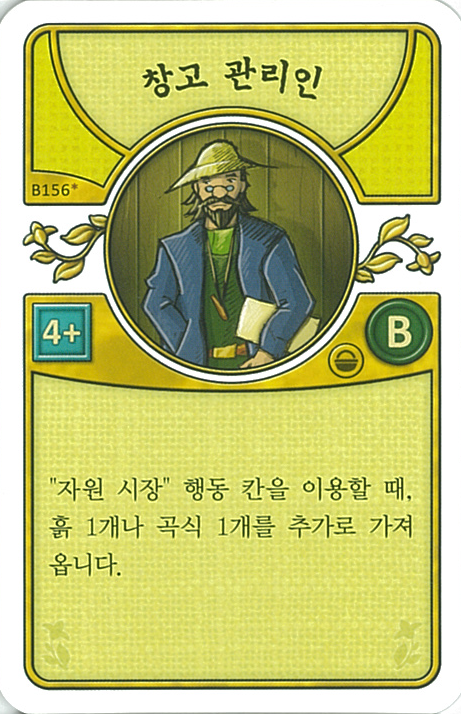 창고 관리인
B156*
4+
B
"자원 시장" 행동 칸을 이용할 때,
흙 1개나 곡식 1개를 추가로 가져
옵니다.